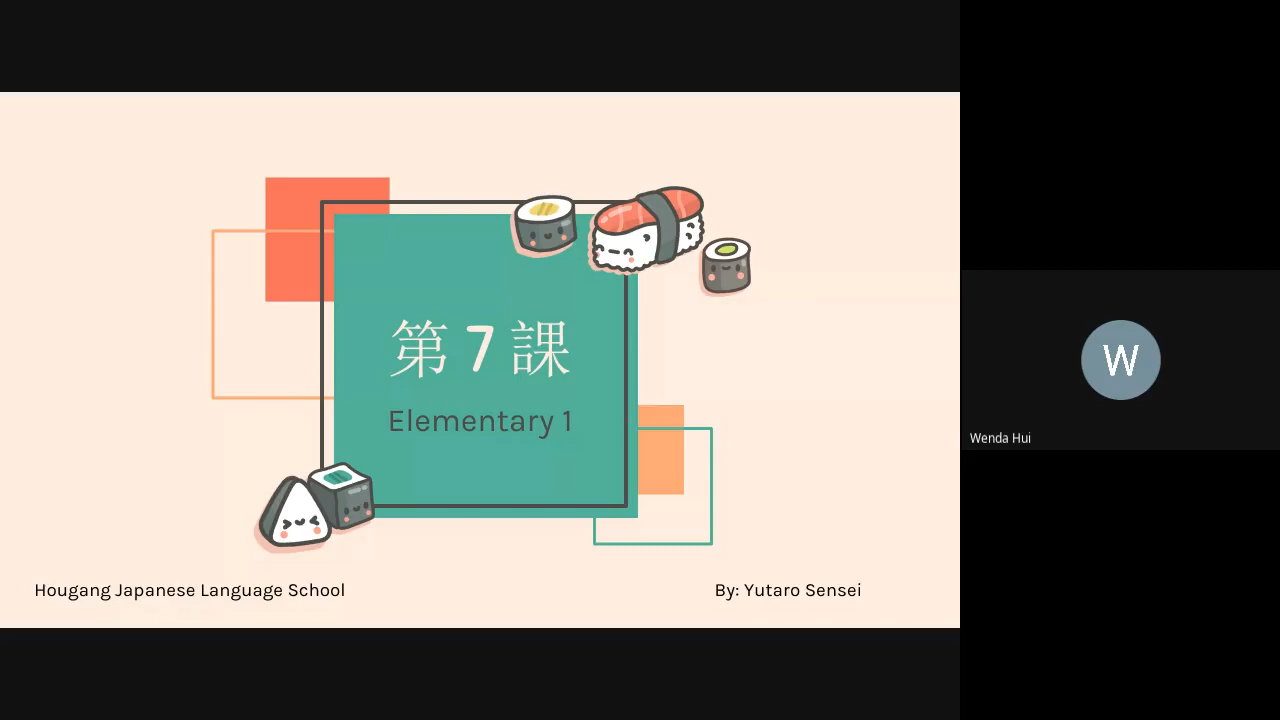 第 7 課
Elementary 1
Hougang Japanese Language School
By: Yutaro Sensei
W
Wenda Hui